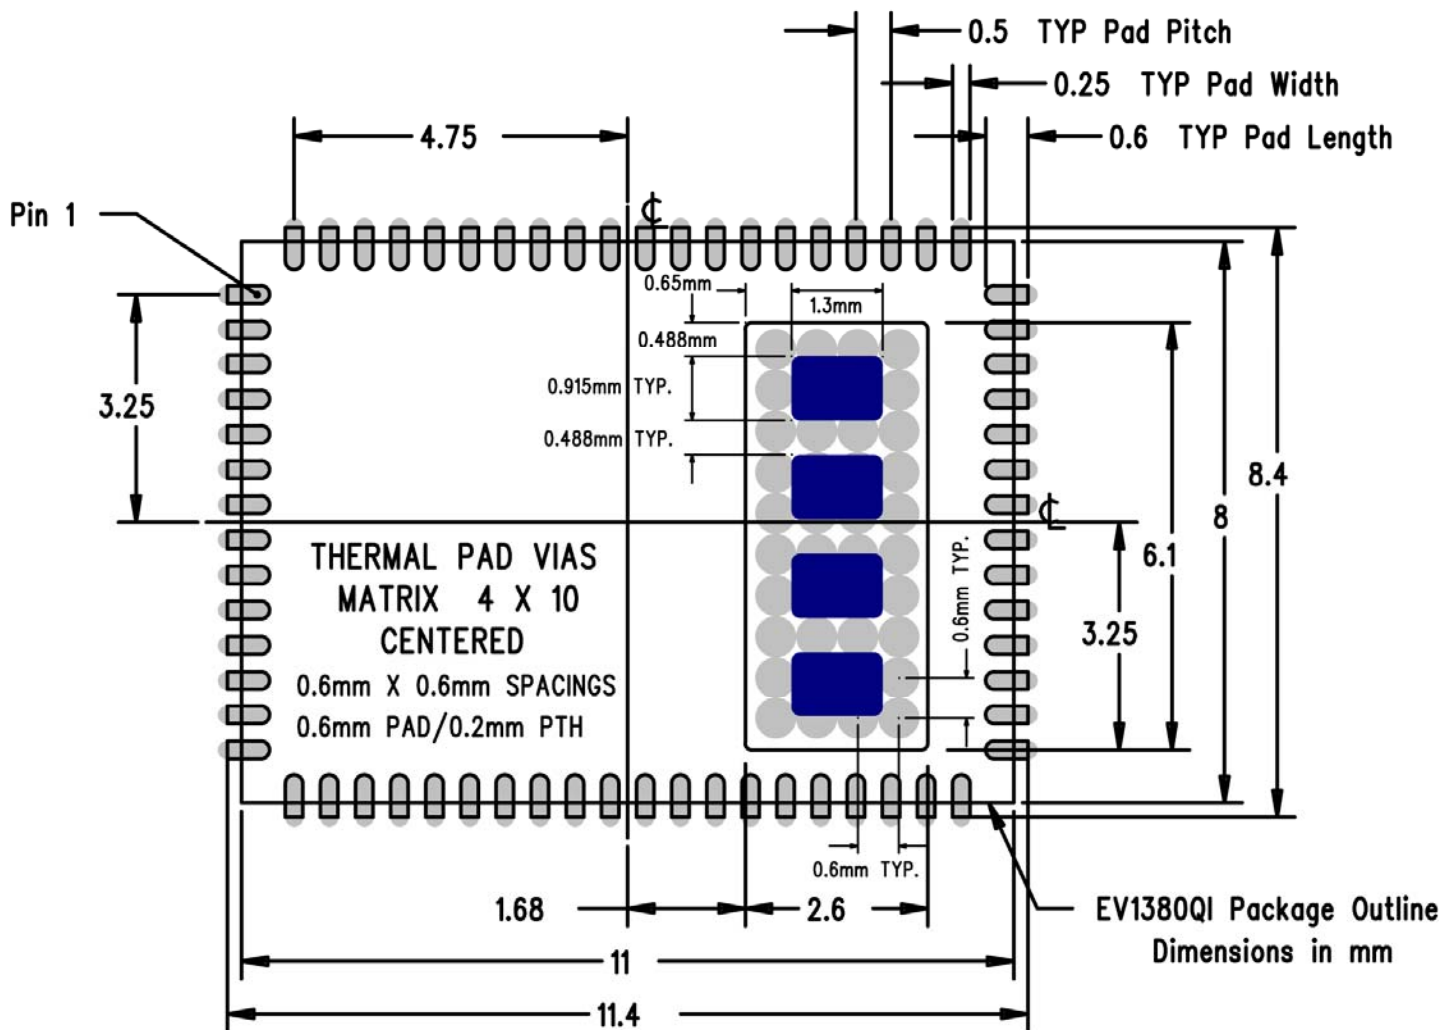 0.5 TYP Pad Pitch
0.25 TYP Pad Width
4.75
0.6 TYP Pad Length
Pin 1
℄
0.65mm
1.3mm
0.488mm
0.915mm TYP.
3.25
0.488mm TYP.
8.4
℄
8
6.1
THERMAL PAD VIAS
MATRIX 4 X 10
CENTERED
0.6mm TYP.
3.25
0.6mm X 0.6mm SPACINGS
0.6mm PAD/0.2mm PTH
0.6mm TYP.
1.68
2.6
EV1380QI Package Outline
Dimensions in mm
11
11.4